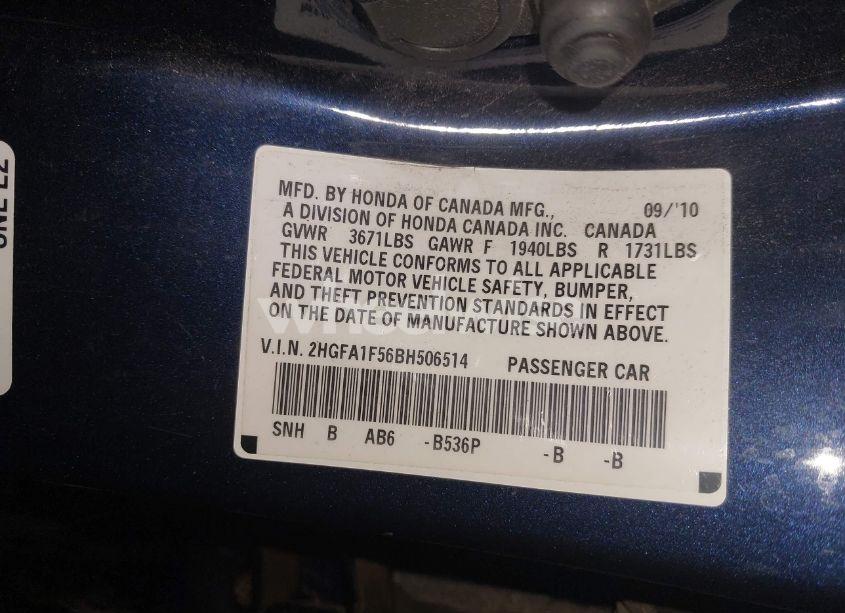 MFD. BY HONDA OF CANADA MFG., 09/'10
A DIVISION OF HONDA CANADA INC. CANADA
GVWR 3671LBS GAWR F 1940LBS R 1731LBS
THIS VEHICLE CONFORMS TO ALL APPLICABLE
FEDERAL MOTOR VEHICLE SAFETY, BUMPER,
AND THEFT PREVENTION STANDARDS IN EFFECT
ON THE DATE OF MANUFACTURE SHOWN ABOVE.
V.I.N. 2HGFA1F56BH506514 PASSENGER CAR
SNH B AB6 -B536P -B -B